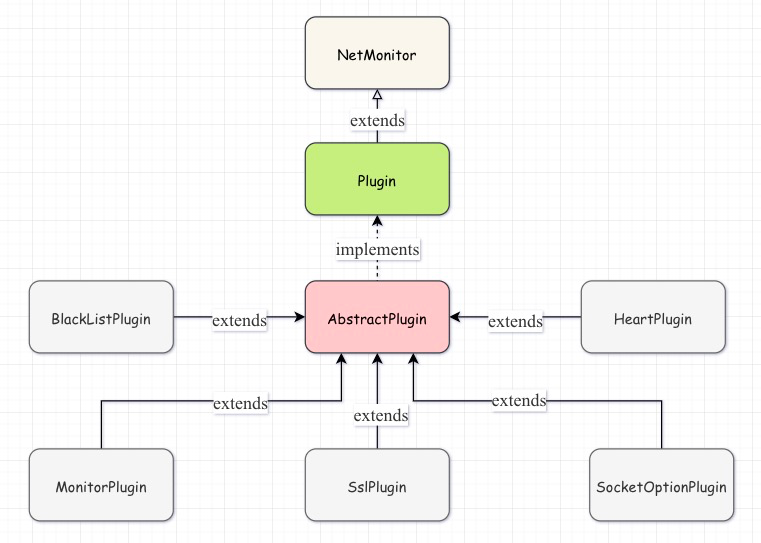 NetMonitor
extends
Plugin
implements
BlackListPlugin
extends
AbstractPlugin
extends
HeartPlugin
extends
extends
extends
MonitorPlugin
SslPlugin
SocketOptionPlugin